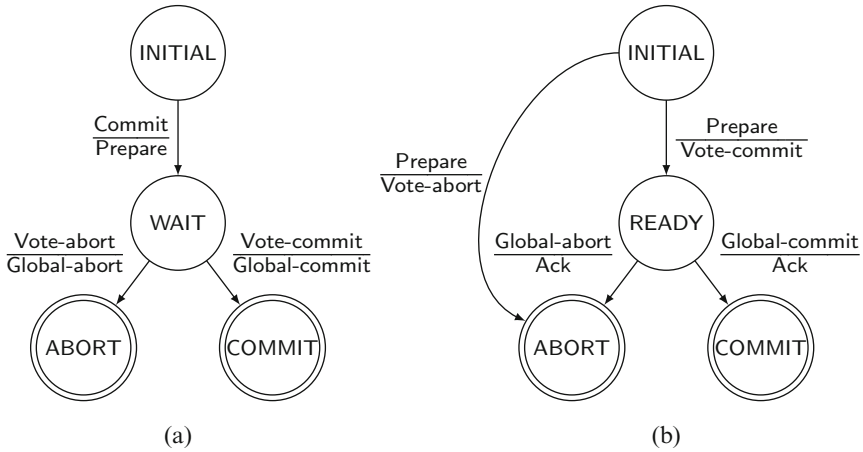 INITIAL
Commit
Prepare
WAIT
Vote-abort
Global-abort
Vote-commit
Global-commit
ABORT
COMMIT
(a)
INITIAL
Prepare
Vote-abort
Prepare
Vote-commit
READY
Global-abort
Ack
Global-commit
Ack
ABORT
COMMIT
(b)